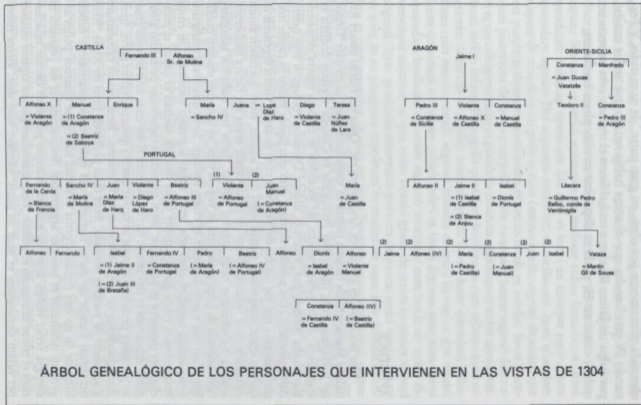 CASTILLA
Fernando III
Alfonso
Sr. de Molina
ARAGÓN
Jaime I
ORIENTE-SICILIA
Constanza
= Juan Ducas
Vatatzés
Manfredo
Alfonso X
= Violante
de Aragón
Manuel
= (1) Constanza
de Aragón
= (2) Beatriz
de Saboya
Enrique
María
= Sancho IV
Juana
= Lope
Díaz
de Haro
Diego
= Violante
de Castilla
Teresa
= Juan
Núñez
de Lara
Pedro III
= Constanza
de Sicilia
Violante
= Alfonso X
de Castilla
Constanza
= Manuel
de Castilla
Teodoro II
Constanza
= Pedro III
de Aragón
PORTUGAL
Fernando
de la Cerda
= Blanca
de Francia
Sancho IV
= María
de Molina
Juan
= María
Díaz de
Haro
Violante
= Diego
López
de Haro
Beatriz
= Alfonso III
de Portugal
(1)
Violante
= Alfonso
de Portugal
(2)
Juan
Manuel
(= Constanza
de Aragón)
María
= Juan
de Castilla
Alfonso II
Jaime II
= (1) Isabel
de Castilla
= (2) Blanca
de Anjou
Isabel
= Dionís
de Portugal
Láscara
= Guillermo Pedro
Balbo, conde de
Ventimiglia
Alfonso
Fernando
Isabel
= (1) Jaime II
de Aragón
(= (2) Juan III
de Bretaña)
Fernando IV
= Constanza
de Portugal
Pedro
(= María
de Aragón)
Beatriz
(= Alfonso IV
de Portugal)
Alfonso
Dionís
= Isabel
de Aragón
Alfonso
= Violante
Manuel
(2)
Jaime
(2)
Alfonso (IV)
(2)
María
(= Pedro
de Castilla)
(2)
Constanza
(= Juan
Manuel)
(2)
Juan
(2)
Isabel
Vataza
= Martín
Gil de Sousa
Constanza
= Fernando IV
de Castilla
Alfonso (IV)
(= Beatriz
de Castilla)
ÁRBOL GENEALÓGICO DE LOS PERSONAJES QUE INTERVIENEN EN LAS VISTAS DE 1304